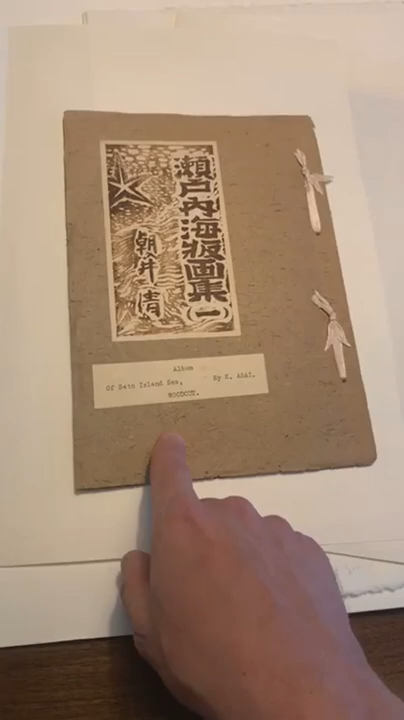 瀬戸内海版画集(一)
朝井清
Album
Of Seto Island Sea, By K. ASAI.
WOODCUT.